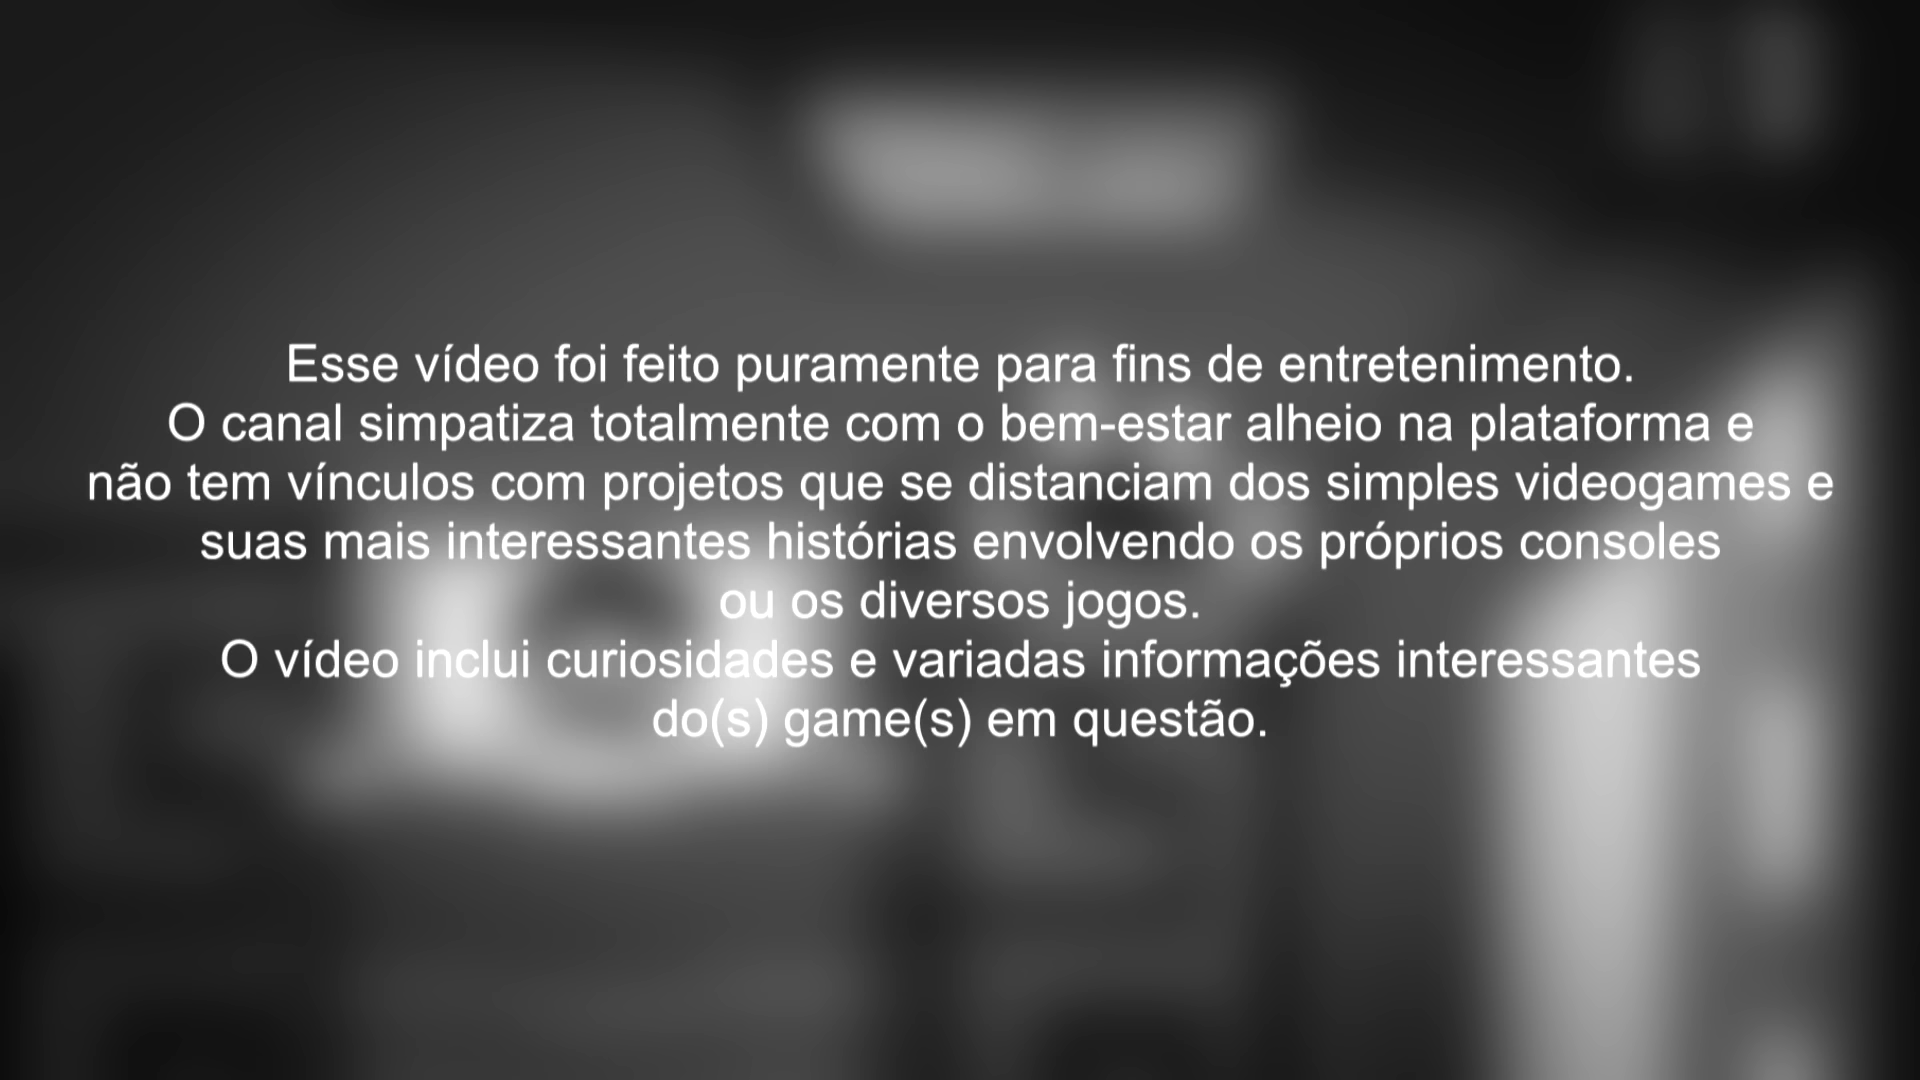 Esse vídeo foi feito puramente para fins de entretenimento.
O canal simpatiza totalmente com o bem-estar alheio na plataforma e
não tem vínculos com projetos que se distanciam dos simples videogames e
suas mais interessantes histórias envolvendo os próprios consoles
ou os diversos jogos.
O vídeo inclui curiosidades e variadas informações interessantes
do(s) game(s) em questão.